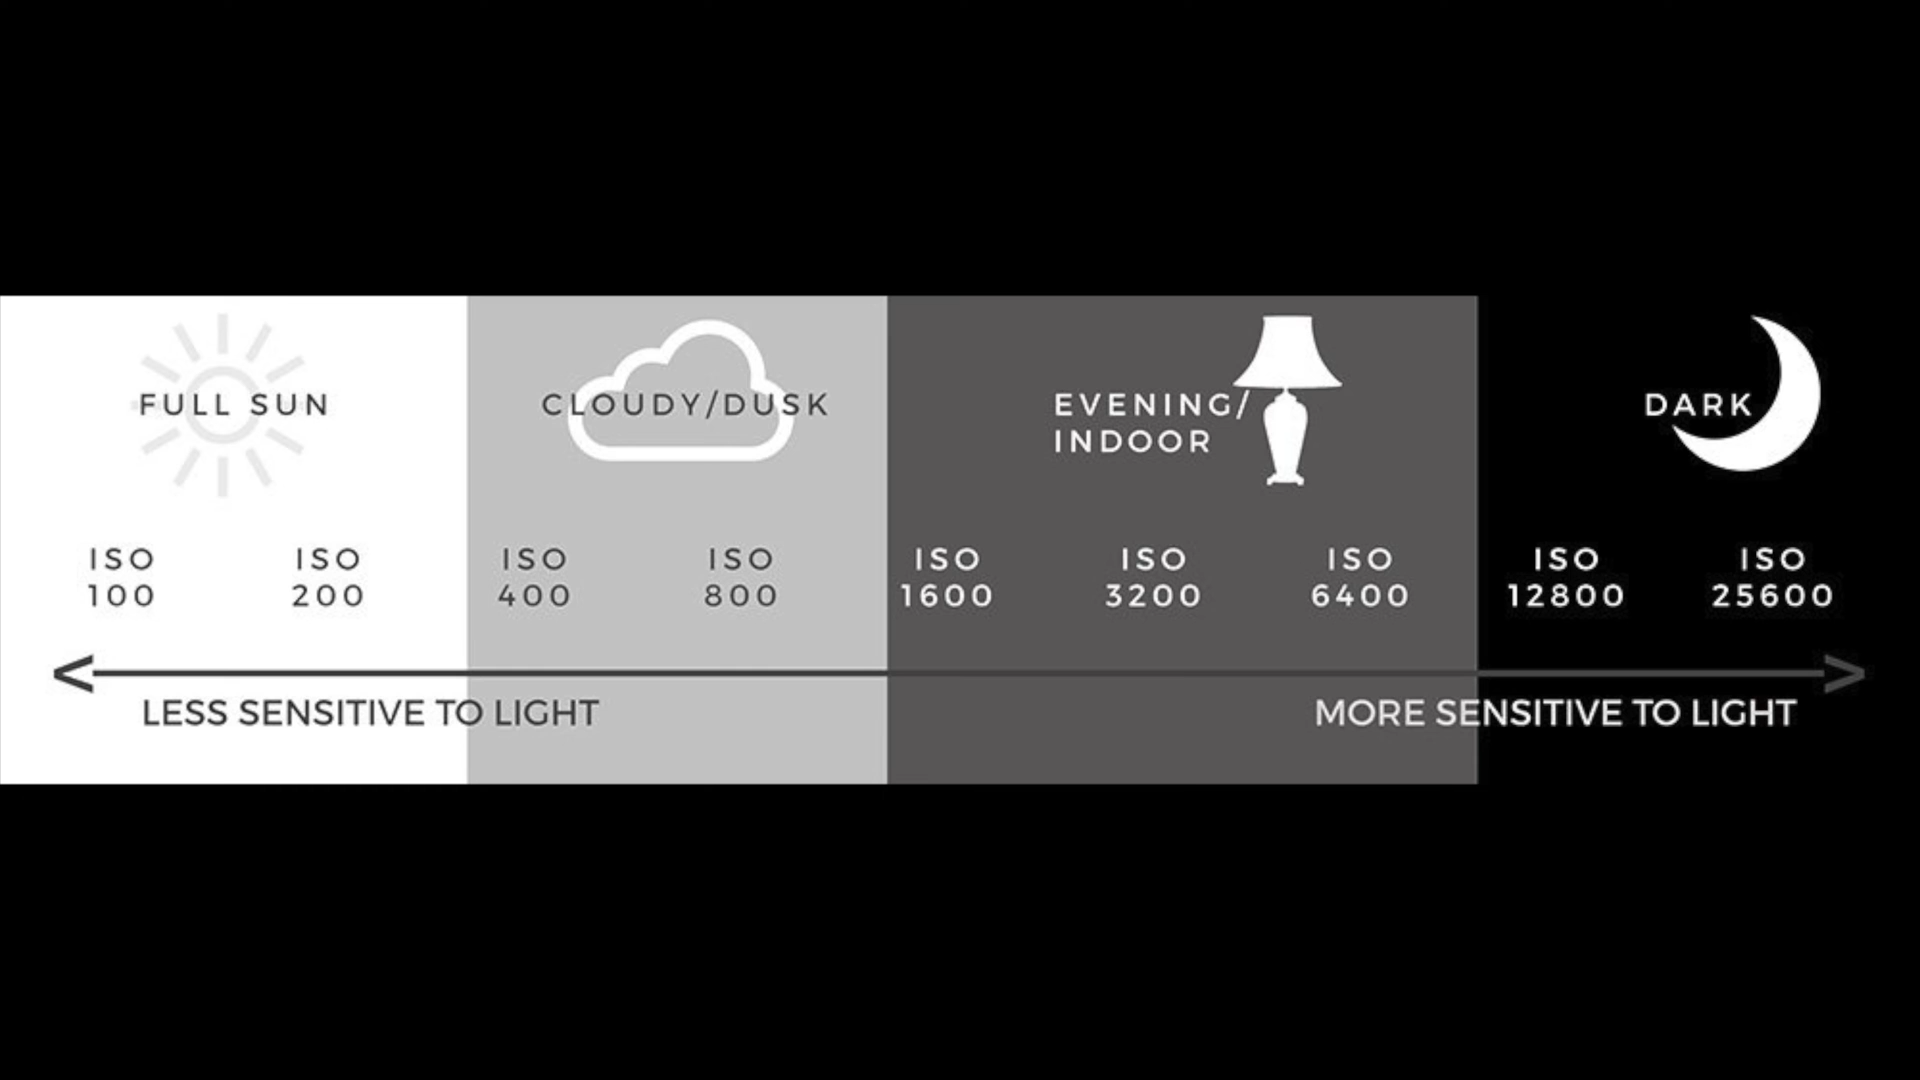 FULL SUN
CLOUDY/DUSK
EVENING/
INDOOR
DARK
ISO
100
ISO
200
ISO
400
ISO
800
ISO
1600
ISO
3200
ISO
6400
ISO
12800
ISO
25600
LESS SENSITIVE TO LIGHT
MORE SENSITIVE TO LIGHT